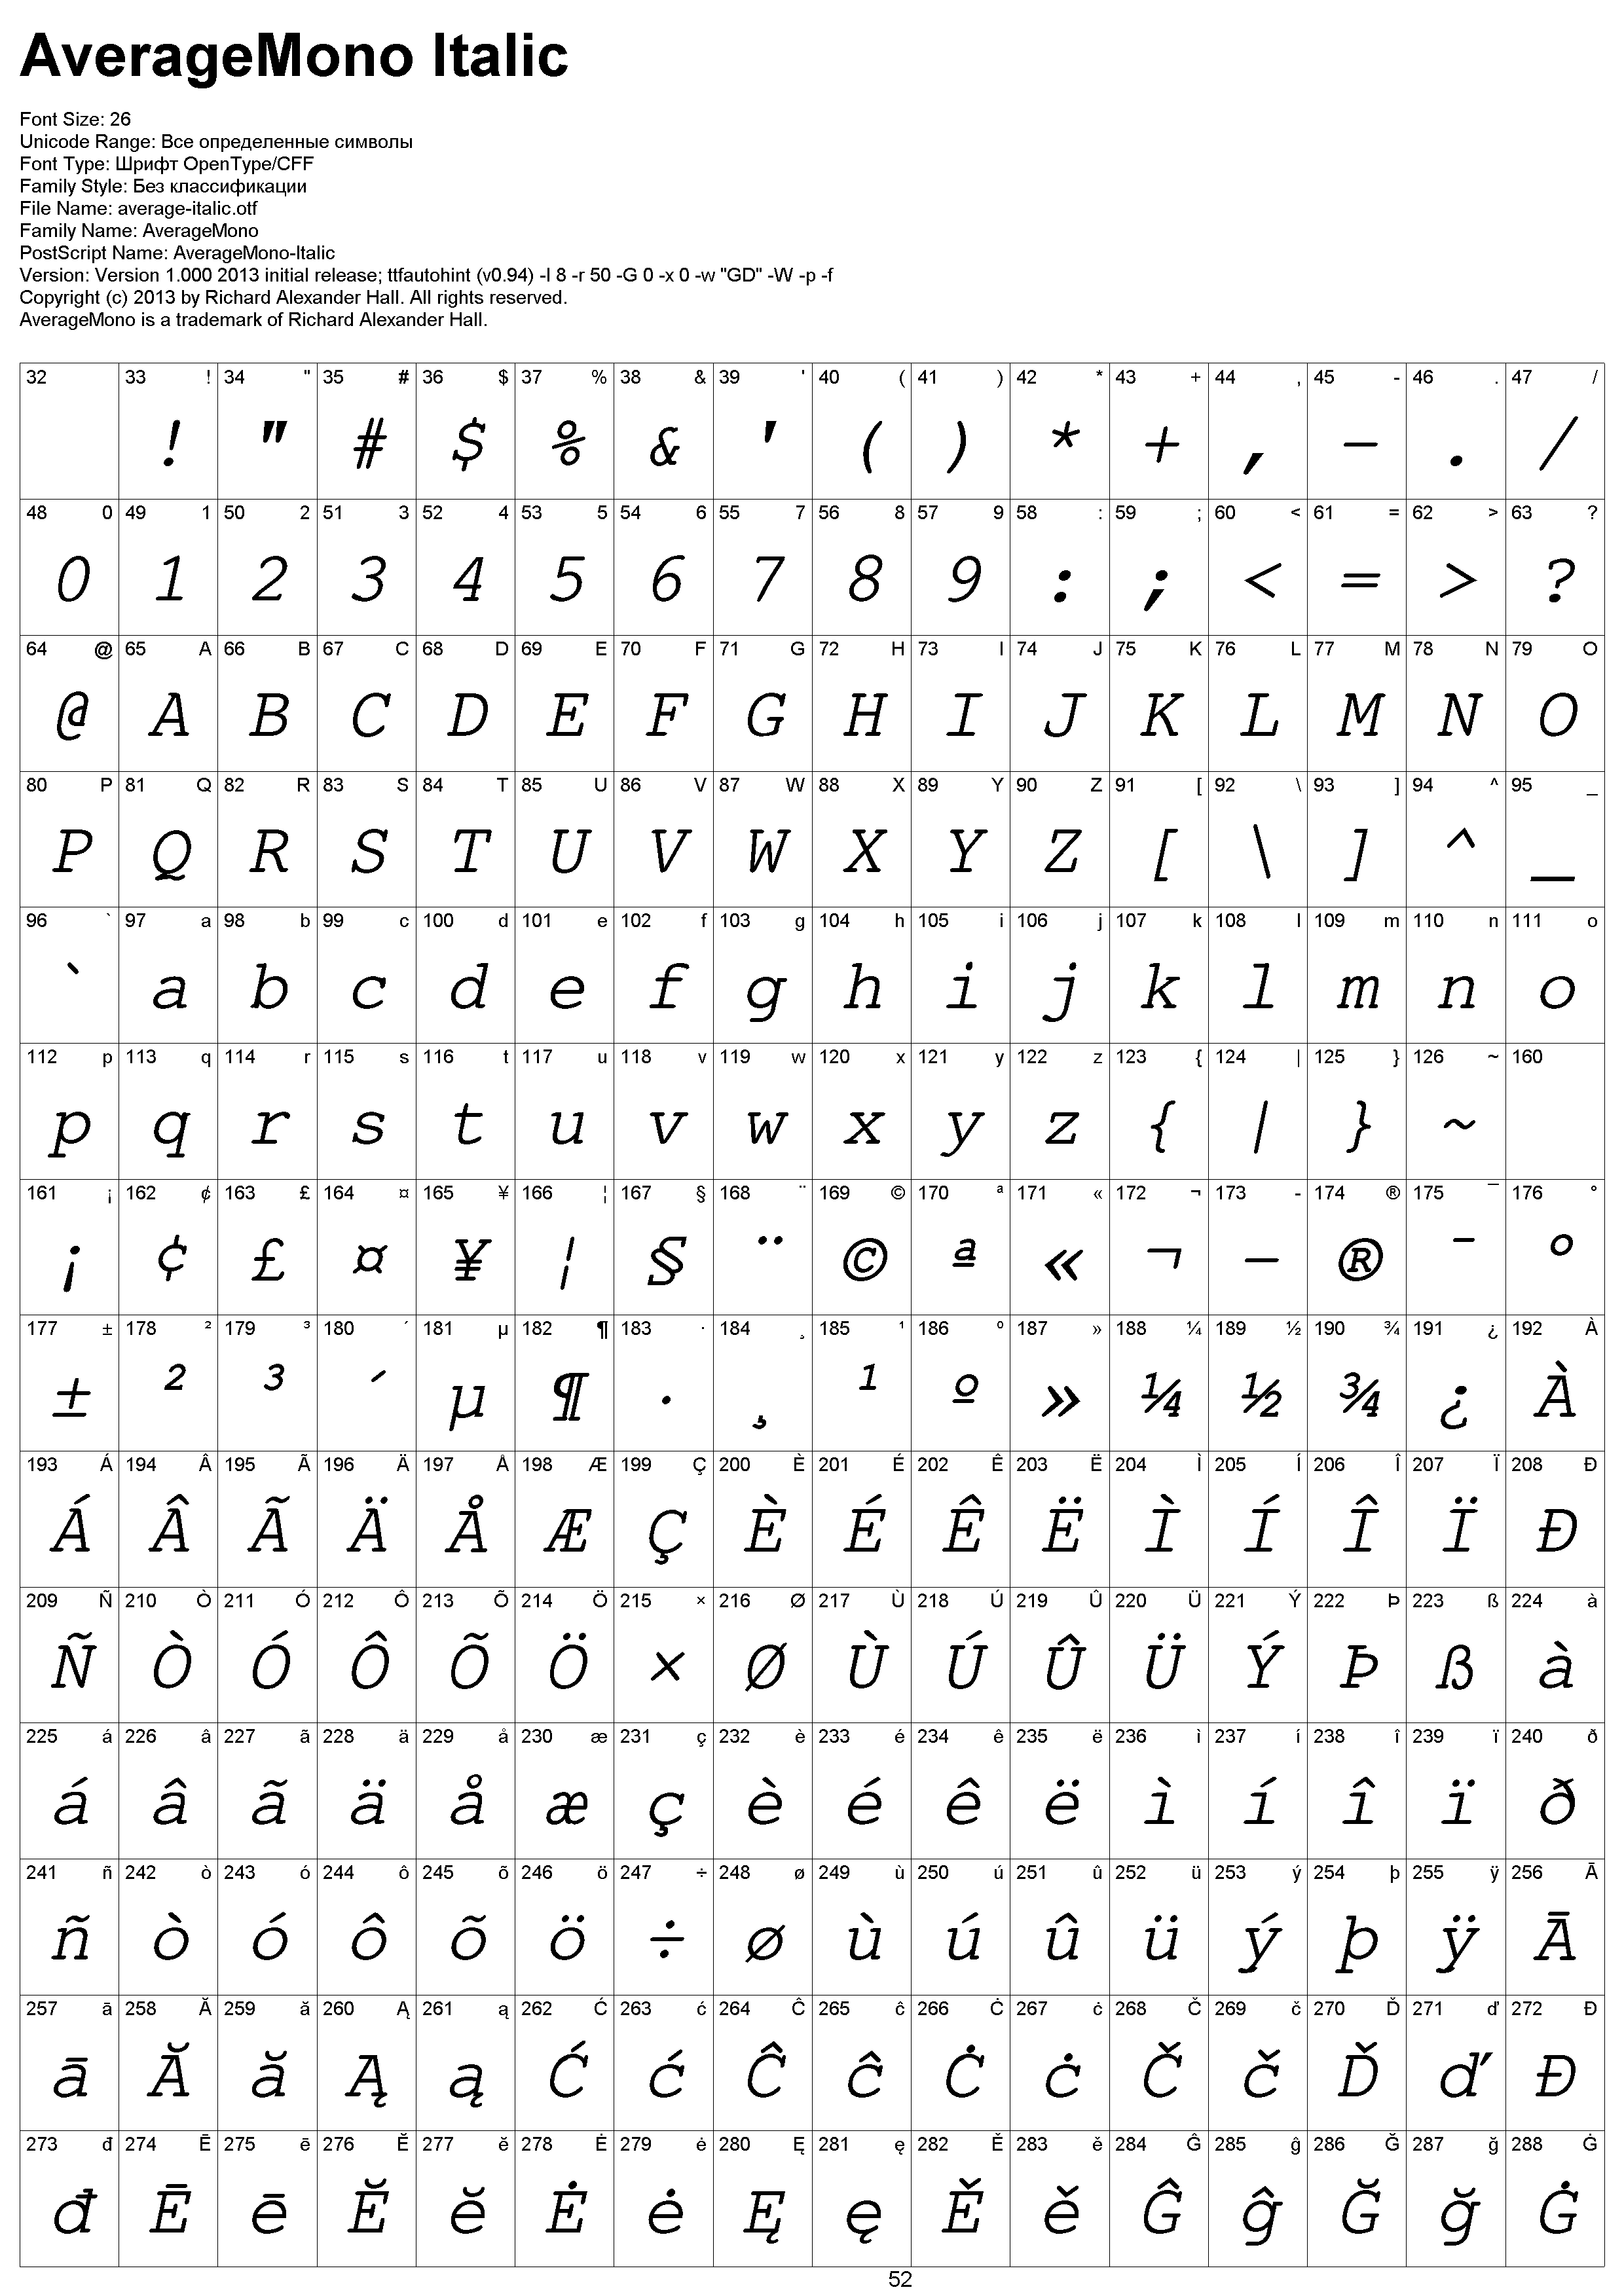 AverageMono Italic
Font Size: 26
Unicode Range: Все определенные символы
Font Type: Шрифт OpenType/CFF
Family Style: Без классификации
File Name: average-italic.otf
Family Name: AverageMono
PostScript Name: AverageMono-Italic
Version: Version 1.000 2013 initial release; ttfautohint (v0.94) -l 8 -r 50 -G 0 -x 0 -w "GD" -W -p -f
Copyright (c) 2013 by Richard Alexander Hall. All rights reserved.
AverageMono is a trademark of Richard Alexander Hall.
32 33 ! 34 " 35 # 36 $ 37 % 38 & 39 ' 40 ( 41 ) 42 * 43 + 44 , 45 - 46 . 47 /
! " # $ % & ' ( ) * + , - . /
48 0 49 1 50 2 51 3 52 4 53 5 54 6 55 7 56 8 57 9 58 : 59 ; 60 < 61 = 62 > 63 ?
0 1 2 3 4 5 6 7 8 9 : ; < = > ?
64 @ 65 A 66 B 67 C 68 D 69 E 70 F 71 G 72 H 73 I 74 J 75 K 76 L 77 M 78 N 79 O
@ A B C D E F G H I J K L M N O
80 P 81 Q 82 R 83 S 84 T 85 U 86 V 87 W 88 X 89 Y 90 Z 91 [ 92 \ 93 ] 94 ^ 95 _
P Q R S T U V W X Y Z [ \ ] ^ _
96 ` 97 a 98 b 99 c 100 d 101 e 102 f 103 g 104 h 105 i 106 j 107 k 108 l 109 m 110 n 111 o
` a b c d e f g h i j k l m n o
112 p 113 q 114 r 115 s 116 t 117 u 118 v 119 w 120 x 121 y 122 z 123 { 124 | 125 } 126 ~ 160
p q r s t u v w x y z { | } ~
161 ¡ 162 ¢ 163 £ 164 ¤ 165 ¥ 166 ¦ 167 § 168 ¨ 169 © 170 ª 171 « 172 ¬ 173 - 174 ® 175 ¯ 176 °
¡ ¢ £ ¤ ¥ ¦ § ¨ © ª « ¬ - ® ¯ °
177 ± 178 ² 179 ³ 180 ´ 181 µ 182 ¶ 183 · 184 ¸ 185 ¹ 186 º 187 » 188 ¼ 189 ½ 190 ¾ 191 ¿ 192 À
± ² ³ ´ µ ¶ · ¸ ¹ º » ¼ ½ ¾ ¿ À
193 Á 194 Â 195 Ã 196 Ä 197 Å 198 Æ 199 Ç 200 È 201 É 202 Ê 203 Ë 204 Ì 205 Í 206 Î 207 Ï 208 Ð
Á Â Ã Ä Å Æ Ç È É Ê Ë Ì Í Î Ï Ð
209 Ñ 210 Ò 211 Ó 212 Ô 213 Õ 214 Ö 215 × 216 Ø 217 Ù 218 Ú 219 Û 220 Ü 221 Ý 222 Þ 223 ß 224 à
Ñ Ò Ó Ô Õ Ö × Ø Ù Ú Û Ü Ý Þ ß à
225 á 226 â 227 ã 228 ä 229 å 230 æ 231 ç 232 è 233 é 234 ê 235 ë 236 ì 237 í 238 î 239 ï 240 ð
á â ã ä å æ ç è é ê ë ì í î ï ð
241 ñ 242 ò 243 ó 244 ô 245 õ 246 ö 247 ÷ 248 ø 249 ù 250 ú 251 û 252 ü 253 ý 254 þ 255 ÿ 256 Ā
ñ ò ó ô õ ö ÷ ø ù ú û ü ý þ ÿ Ā
257 ā 258 Ă 259 ă 260 Ą 261 ą 262 Ć 263 ć 264 Ĉ 265 ĉ 266 Ċ 267 ċ 268 Č 269 č 270 Ď 271 ď 272 Đ
ā Ă ă Ą ą Ć ć Ĉ ĉ Ċ ċ Č č Ď ď Đ
273 đ 274 Ē 275 ē 276 Ĕ 277 ĕ 278 Ė 279 ė 280 Ę 281 ę 282 Ě 283 ě 284 Ĝ 285 ĝ 286 Ğ 287 ğ 288 Ġ
đ Ē ē Ĕ ĕ Ė ė Ę ę Ě ě Ĝ ĝ Ğ ğ Ġ
52